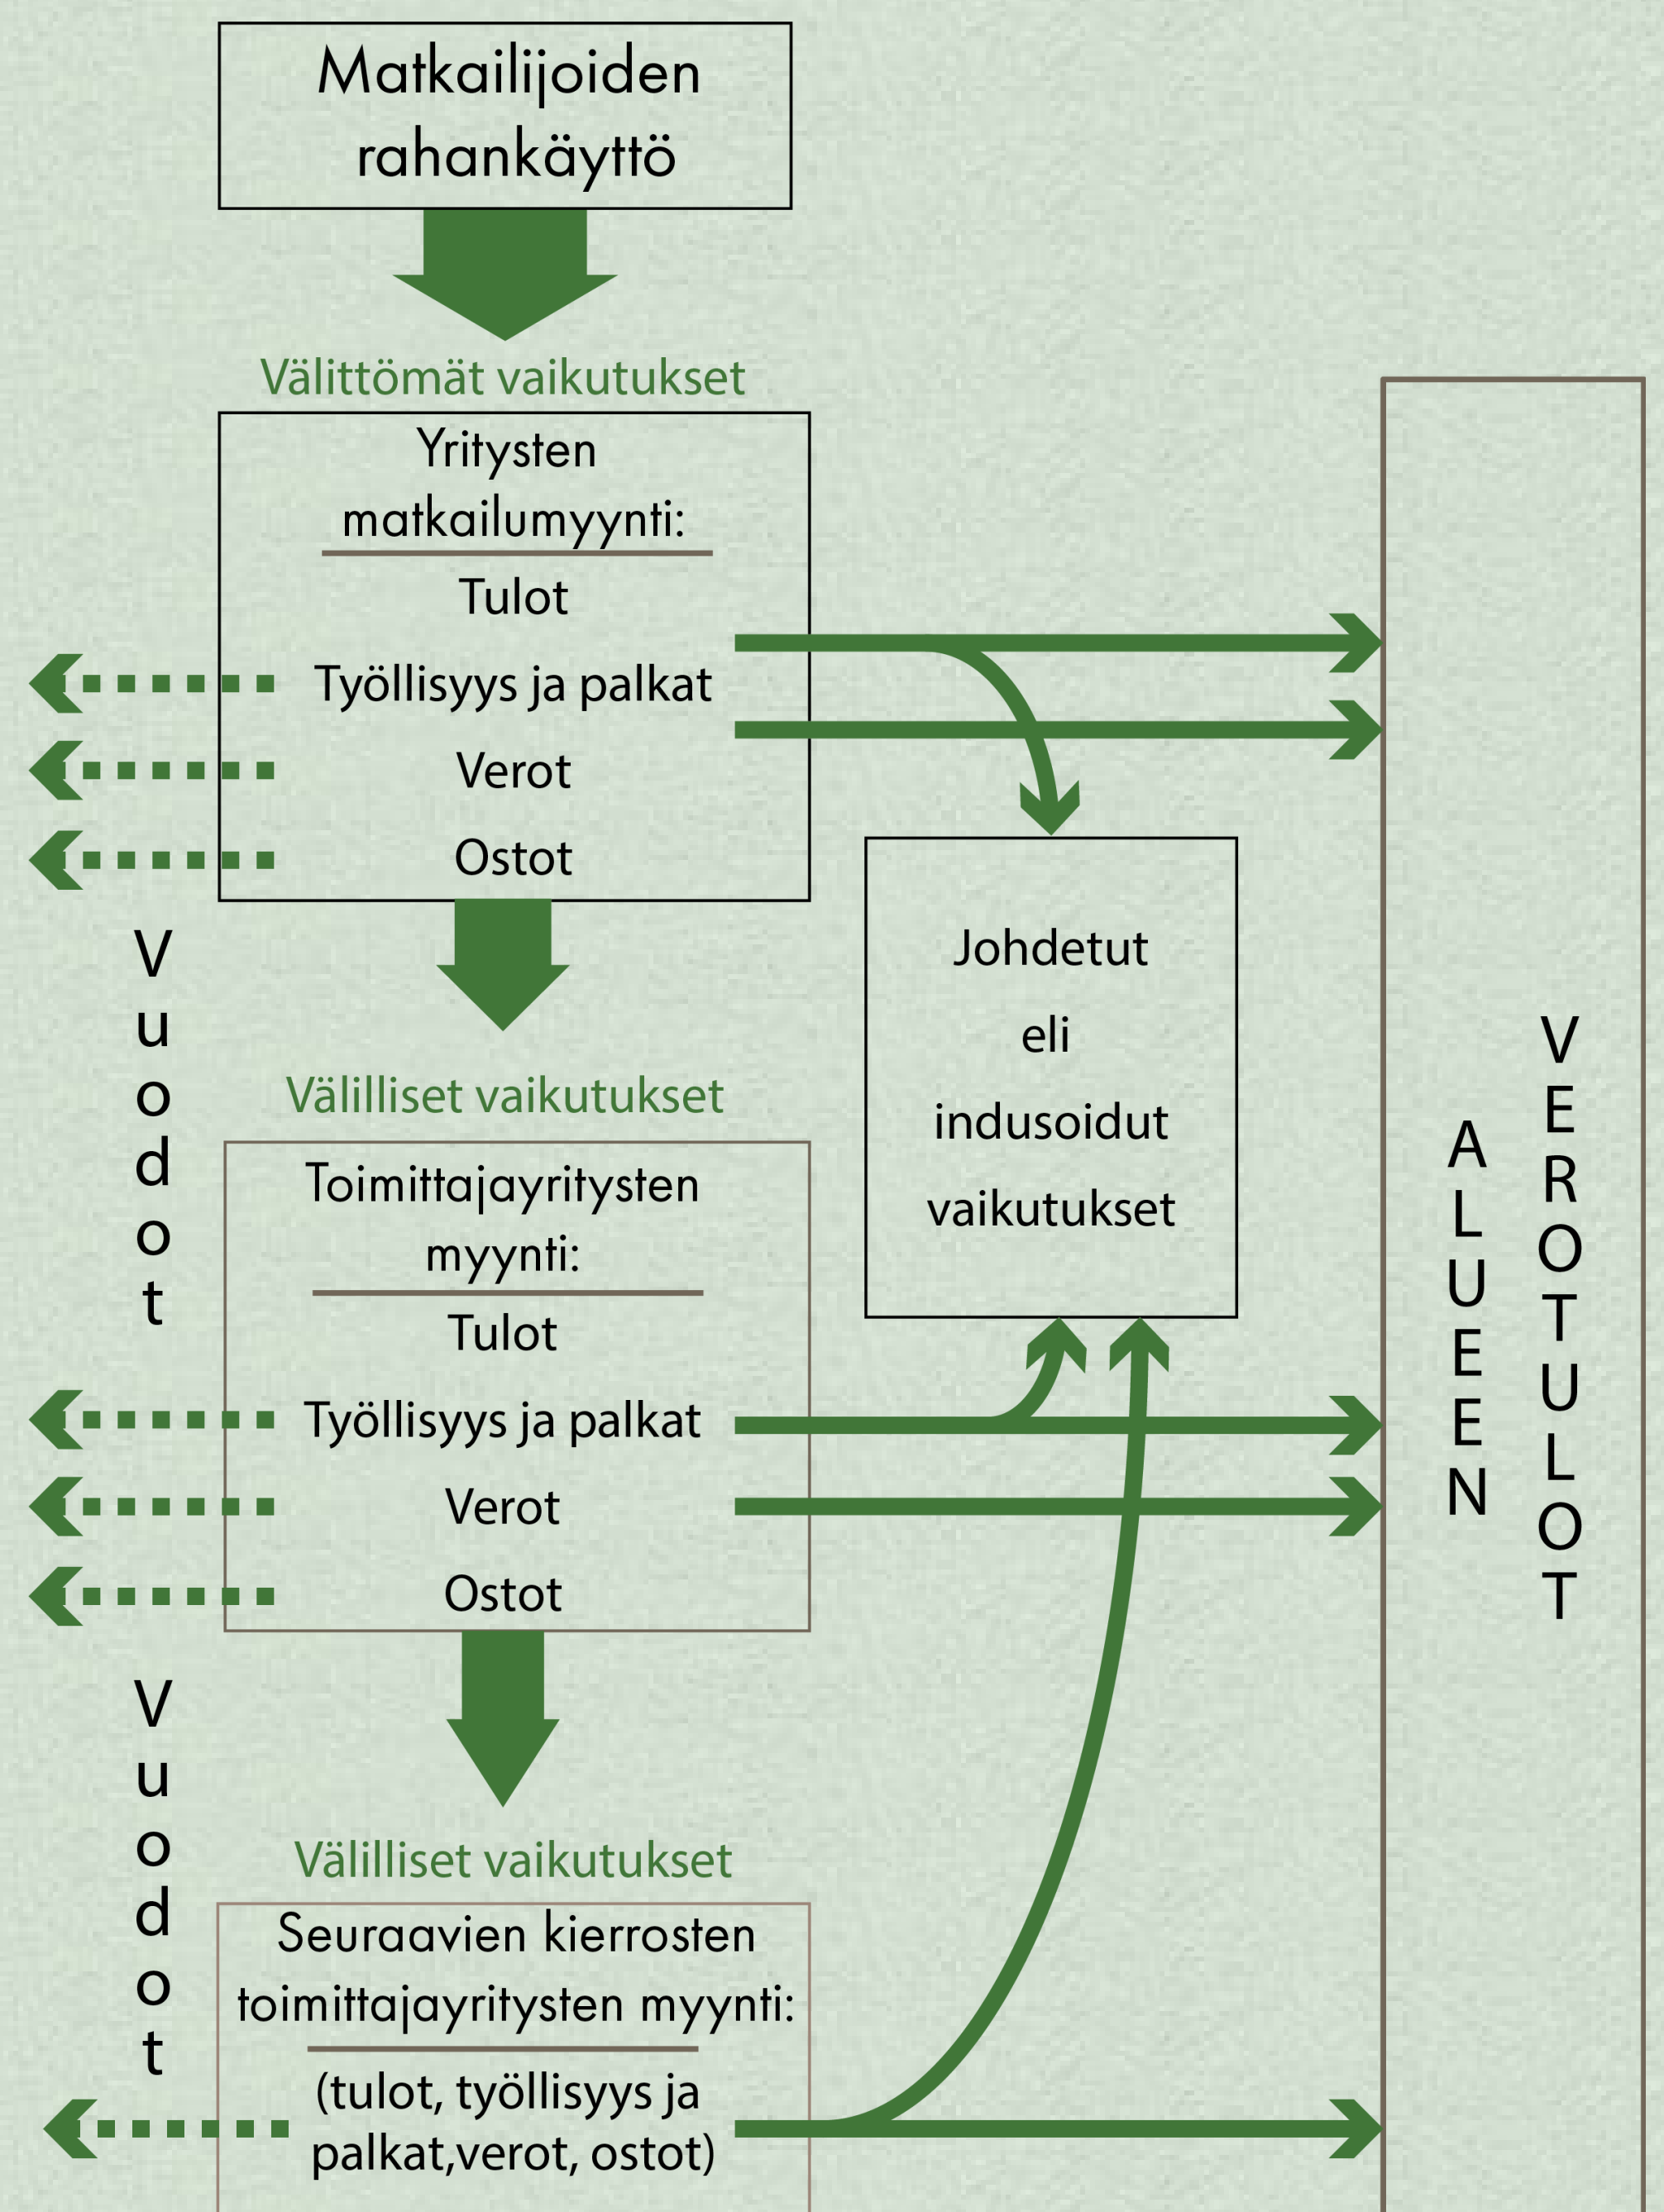 Matkailijoiden
rahankäyttö
Välittömät vaikutukset
Yritysten
matkailumyynti:
Tulot
Työllisyys ja palkat
Verot
Ostot
Vuodot
Johdetut
eli
indusoidut
vaikutukset
Välilliset vaikutukset
Toimittajayritysten
myynti:
Tulot
Työllisyys ja palkat
Verot
Ostot
Vuodot
Välilliset vaikutukset
Seuraavien kierrosten
toimittajayritysten myynti:
(tulot, työllisyys ja
palkat,verot, ostot)
ALUEEN
VEROTULOT